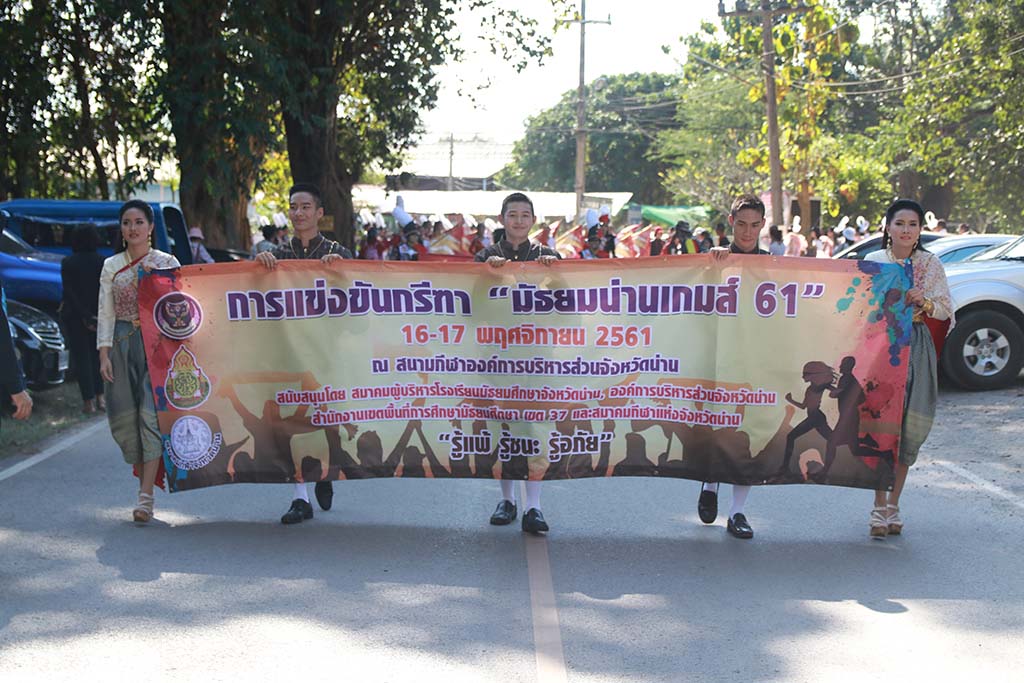 การแข่งขันกรีฑา “มัธยมน่านเกมส์ 61”
16-17 พฤศจิกายน 2561
ณ สนามกีฬาองค์การบริหารส่วนจังหวัดน่าน
สนับสนุนโดย สมาคมผู้บริหารโรงเรียนมัธยมศึกษาจังหวัดน่าน, องค์การบริหารส่วนจังหวัดน่าน
สำนักงานเขตพื้นที่การศึกษามัธยมศึกษา เขต 37 และสมาคมกีฬาแห่งจังหวัดน่าน
“รู้แพ้ รู้ชนะ รู้อภัย”